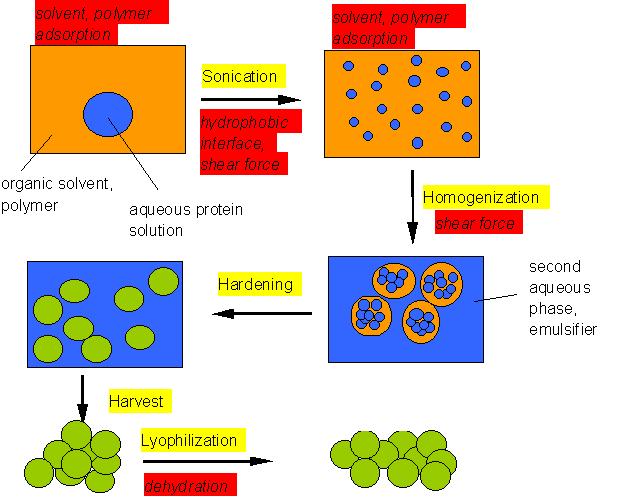 solvent, polymer
adsorption
solvent, polymer
adsorption
Sonication
hydrophobic
interface,
shear force
organic solvent,
polymer
aqueous protein
solution
Homogenization
shear force
second
aqueous
phase,
emulsifier
Hardening
Harvest
Lyophilization
dehydration